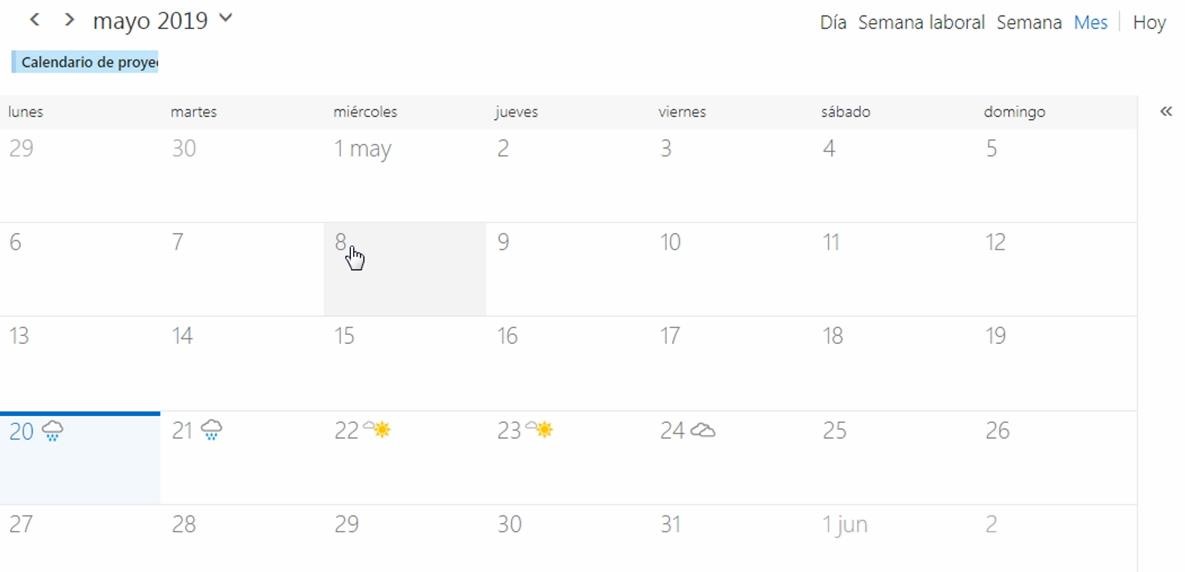 mayo 2019 Día Semana laboral Semana Mes Hoy
Calendario de proye
lunes martes miércoles jueves viernes sábado domingo
29 30 1 may 2 3 4 5
6 7 8 9 10 11 12
13 14 15 16 17 18 19
20 21 22 23 24 25 26
27 28 29 30 31 1 jun 2